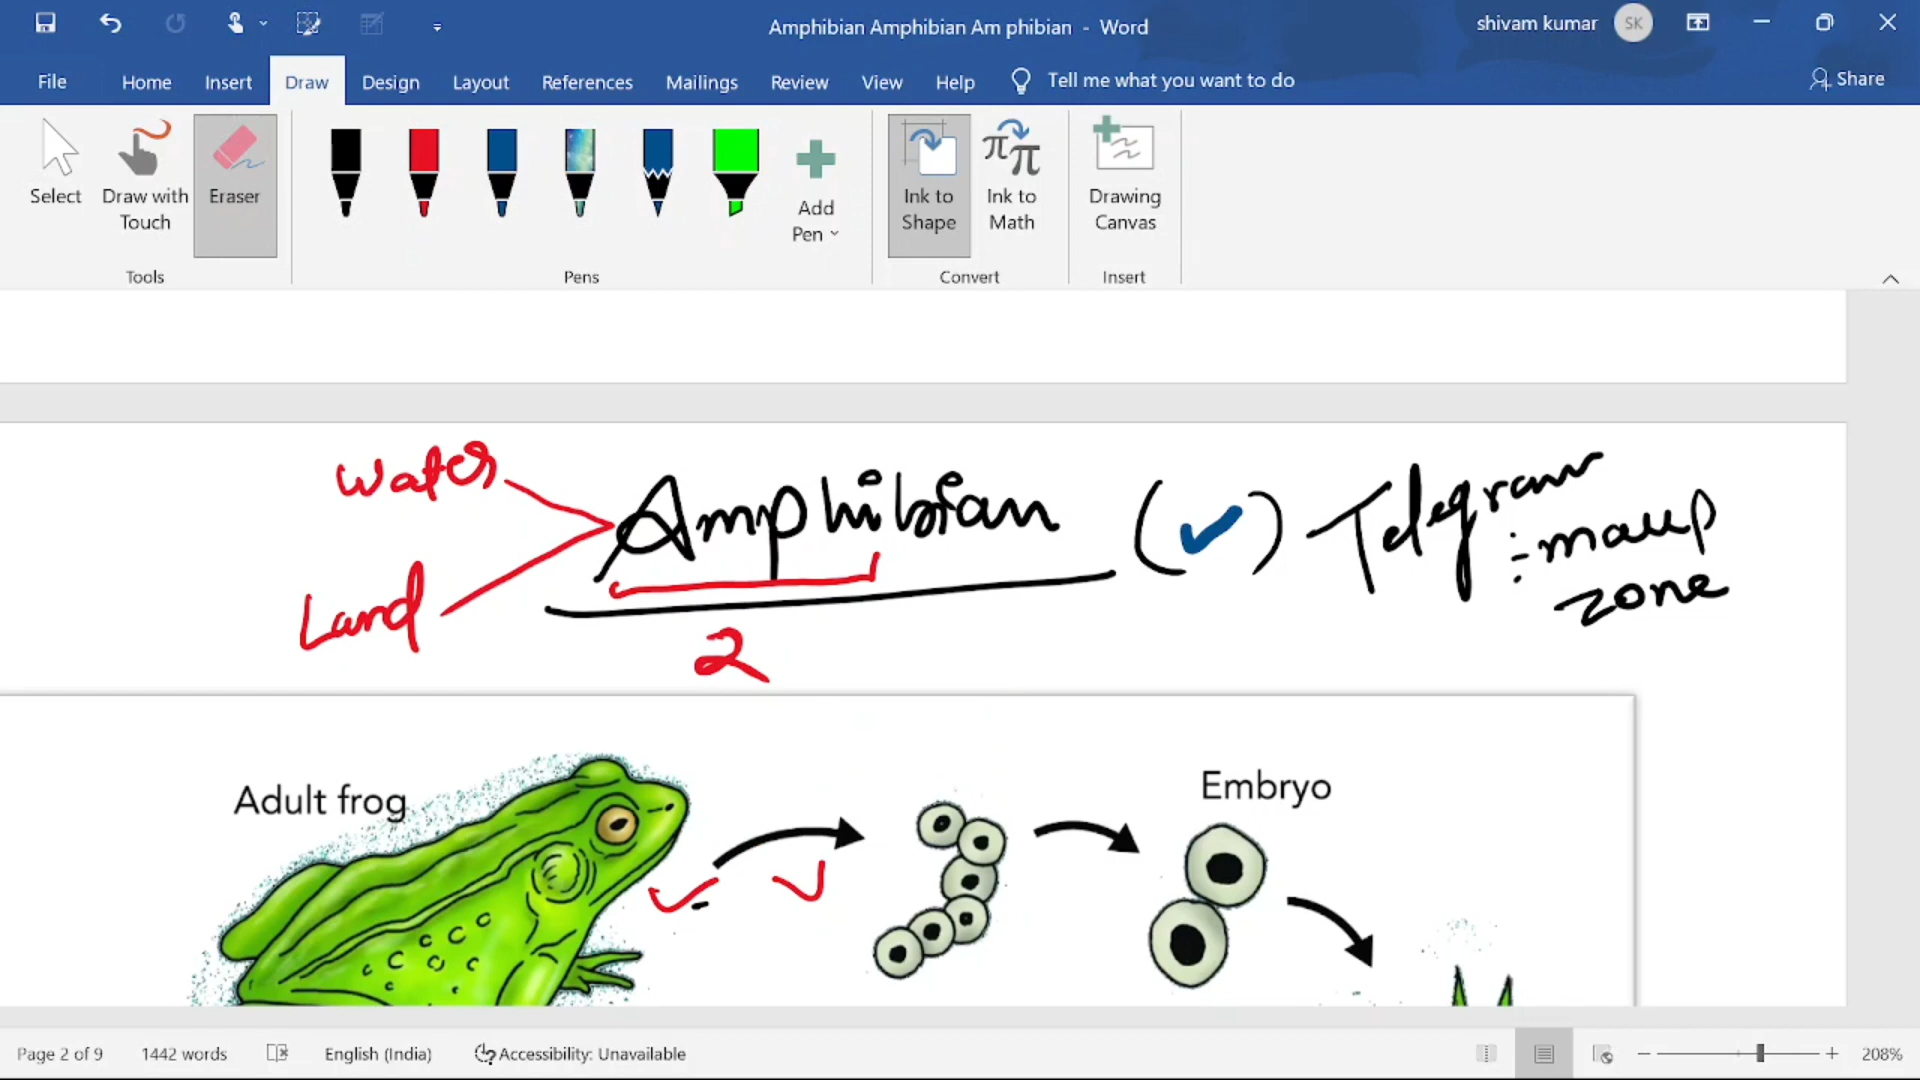 Amphibian Amphibian Am phibian - Word
shivam kumar SK
File Home Insert Draw Design Layout References Mailings Review View Help Tell me what you want to do Share
Select Draw with Touch Eraser Add Pen Ink to Shape Ink to Math Drawing Canvas
Tools Pens Convert Insert
Water
Amphibian (✓) Telegram
:- maup
zone
Land
2
Adult frog
Embryo
Page 2 of 9 1442 words English (India) Accessibility: Unavailable 208%